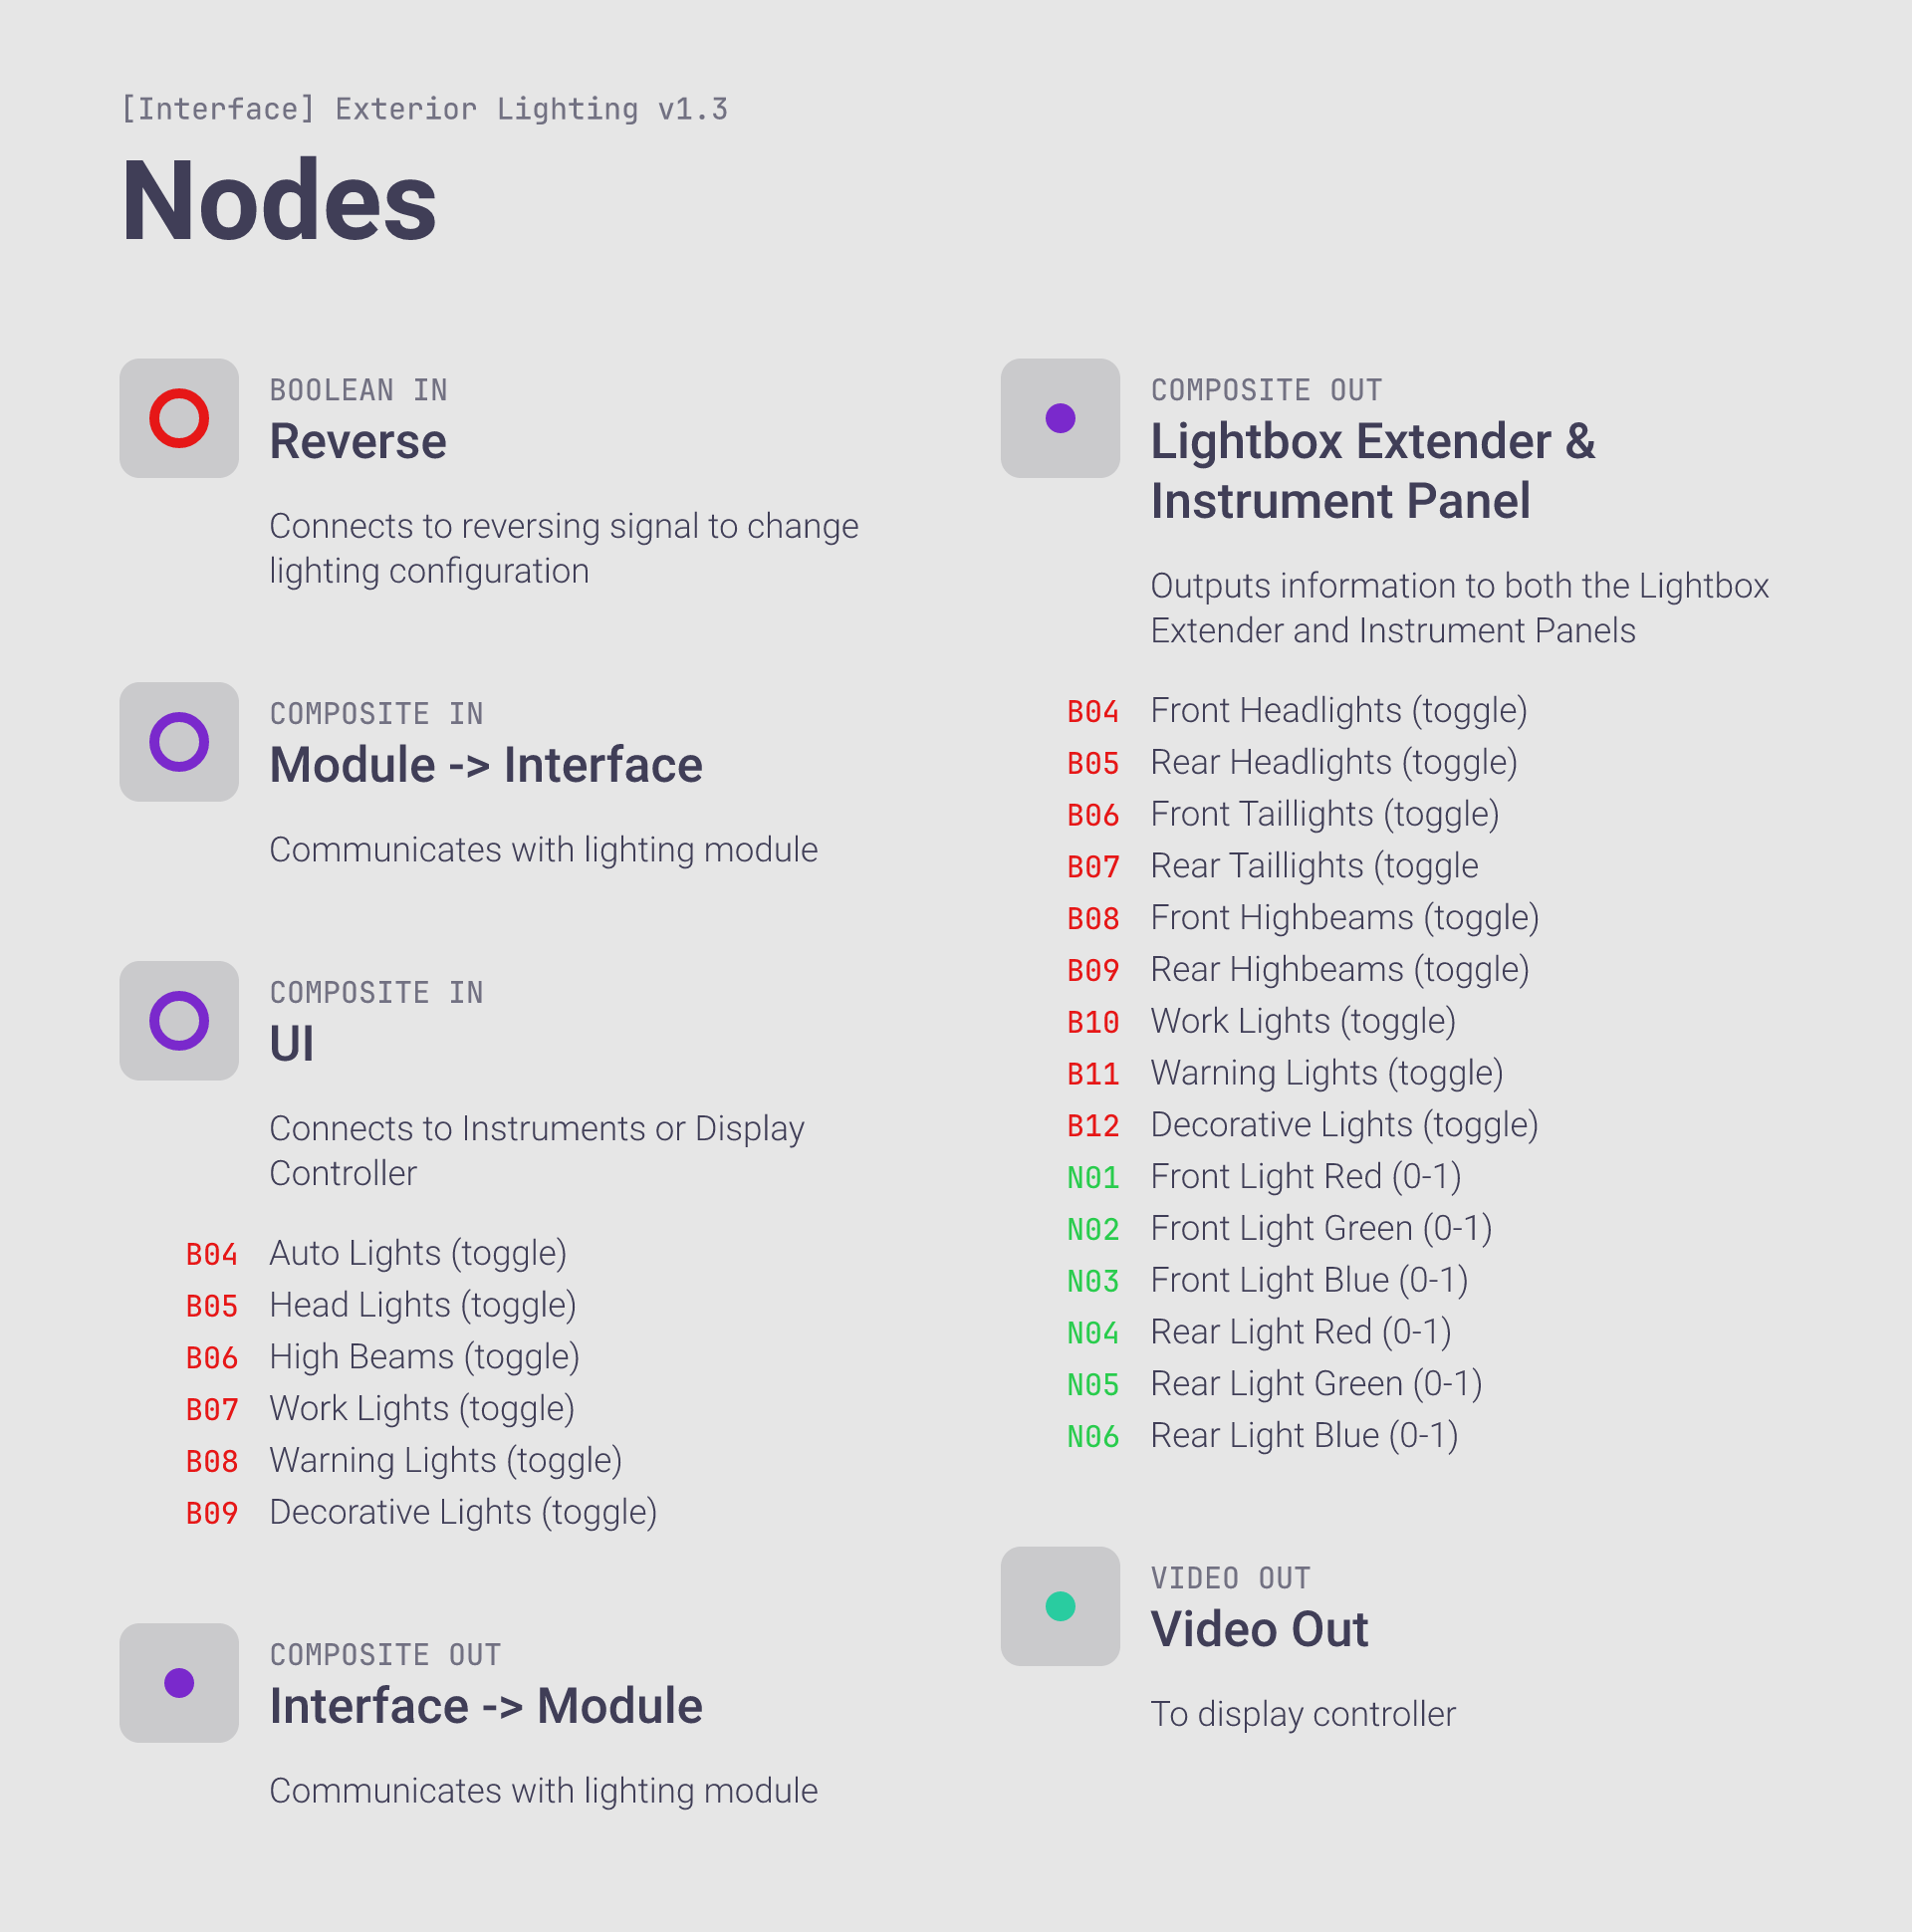 [Interface] Exterior Lighting v1.3
Nodes
BOOLEAN IN
Reverse
Connects to reversing signal to change
lighting configuration
COMPOSITE IN
Module -> Interface
Communicates with lighting module
COMPOSITE IN
UI
Connects to Instruments or Display
Controller
B04 Auto Lights (toggle)
B05 Head Lights (toggle)
B06 High Beams (toggle)
B07 Work Lights (toggle)
B08 Warning Lights (toggle)
B09 Decorative Lights (toggle)
COMPOSITE OUT
Interface -> Module
Communicates with lighting module
COMPOSITE OUT
Lightbox Extender &
Instrument Panel
Outputs information to both the Lightbox
Extender and Instrument Panels
B04 Front Headlights (toggle)
B05 Rear Headlights (toggle)
B06 Front Taillights (toggle)
B07 Rear Taillights (toggle
B08 Front Highbeams (toggle)
B09 Rear Highbeams (toggle)
B10 Work Lights (toggle)
B11 Warning Lights (toggle)
B12 Decorative Lights (toggle)
N01 Front Light Red (0-1)
N02 Front Light Green (0-1)
N03 Front Light Blue (0-1)
N04 Rear Light Red (0-1)
N05 Rear Light Green (0-1)
N06 Rear Light Blue (0-1)
VIDEO OUT
Video Out
To display controller